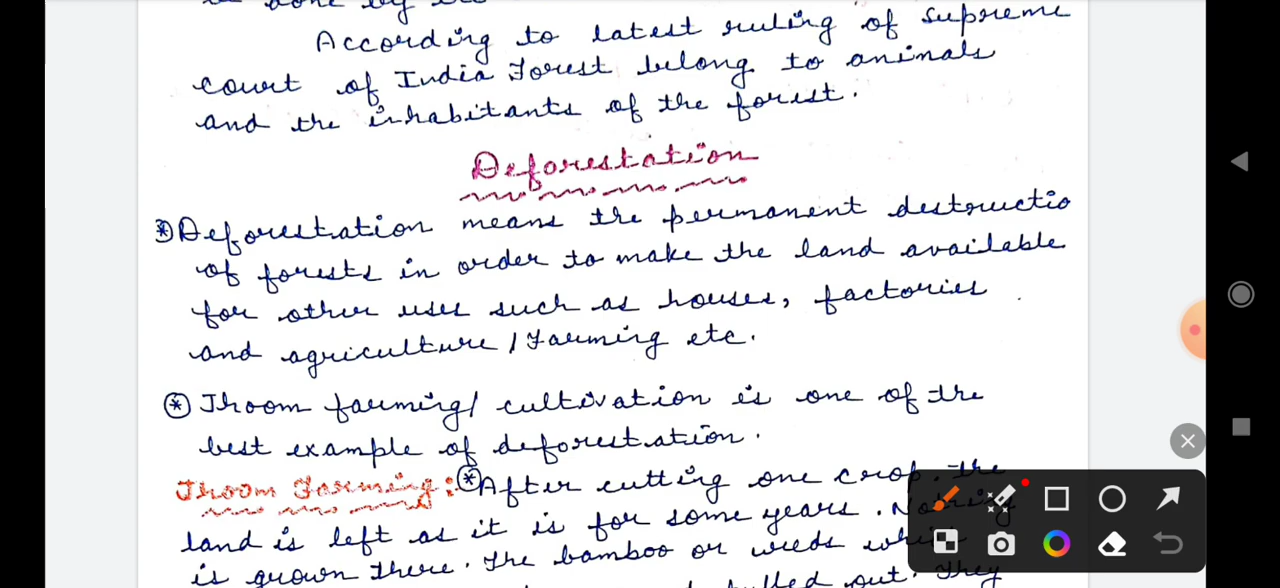 According to latest ruling of Supreme
court of India Forest belong to animals
and the inhabitants of the forest.
Deforestation
* Deforestation means the permanent destructio
of forests in order to make the land available
for other uses such as houses, factories
and agriculture / Farming etc.
* Jhoom farming/ cultivation is one of the
best example of deforestation.
Jhoom Farming: * After cutting one crop. the
land is left as it is for some years. Nothing
is grown there. The bamboo or weeds
out. They